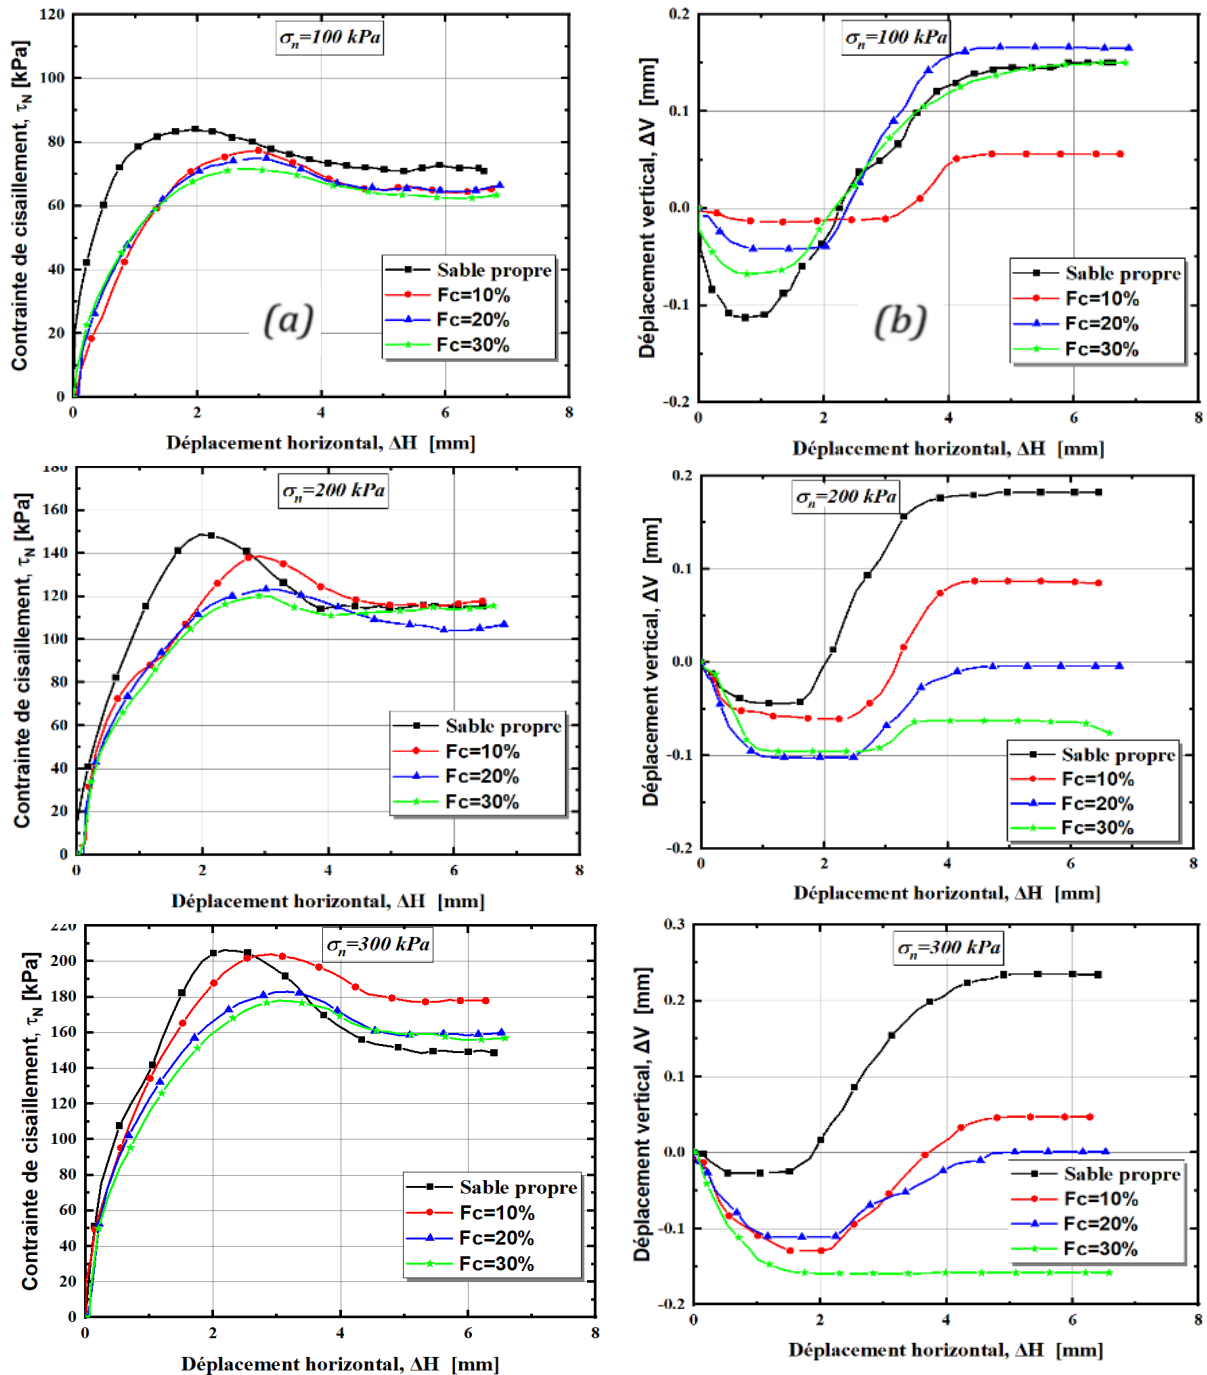 120
100
80
60
40
20
0
0 2 4 6 8
Contrainte de cisaillement, τN [kPa]
σn=100 kPa
(a)
Sable propre
Fc=10%
Fc=20%
Fc=30%
Déplacement horizontal, ΔH [mm]
0.2
0.1
0.0
-0.1
-0.2
0 2 4 6 8
Déplacement vertical, ΔV [mm]
σn=100 kPa
(b)
Sable propre
Fc=10%
Fc=20%
Fc=30%
Déplacement horizontal, ΔH [mm]
180
160
140
120
100
80
60
40
20
0
0 2 4 6 8
Contrainte de cisaillement, τN [kPa]
σn=200 kPa
Sable propre
Fc=10%
Fc=20%
Fc=30%
Déplacement horizontal, ΔH [mm]
0.2
0.1
0.0
-0.1
-0.2
0 2 4 6 8
Déplacement vertical, ΔV [mm]
σn=200 kPa
Sable propre
Fc=10%
Fc=20%
Fc=30%
Déplacement horizontal, ΔH [mm]
220
200
180
160
140
120
100
80
60
40
20
0
0 2 4 6 8
Contrainte de cisaillement, τN [kPa]
σn=300 kPa
Sable propre
Fc=10%
Fc=20%
Fc=30%
Déplacement horizontal, ΔH [mm]
0.3
0.2
0.1
0.0
-0.1
-0.2
0 2 4 6 8
Déplacement vertical, ΔV [mm]
σn=300 kPa
Sable propre
Fc=10%
Fc=20%
Fc=30%
Déplacement horizontal, ΔH [mm]